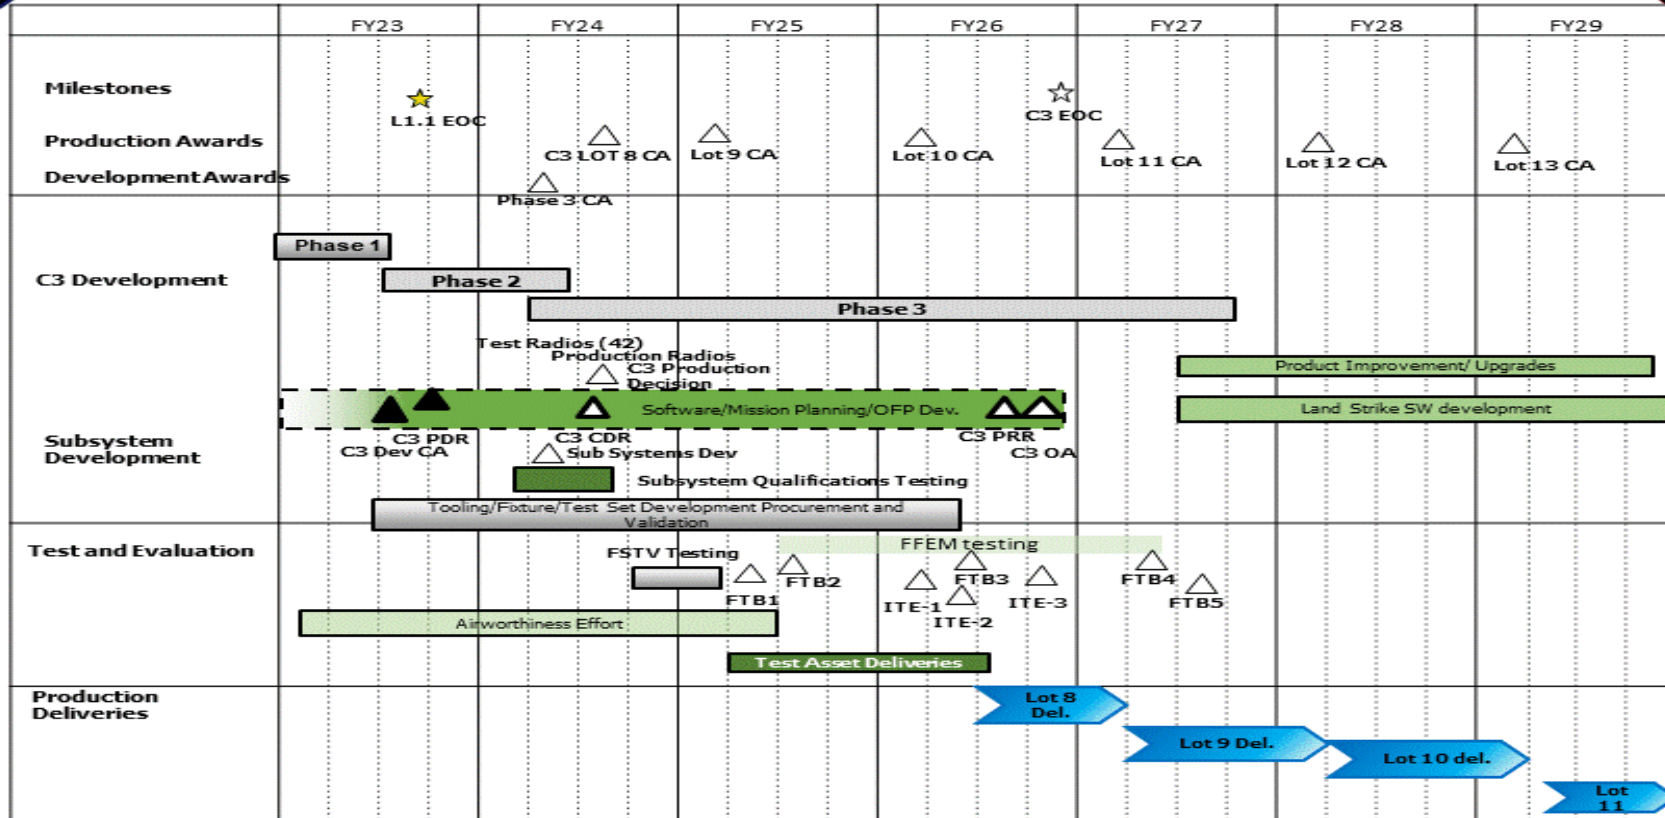 FY23 FY24 FY25 FY26 FY27 FY28 FY29
Milestones
L1.1 EOC
C3 EOC
Production Awards
C3 LOT 8 CA
Lot 9 CA
Lot 10 CA
Lot 11 CA
Lot 12 CA
Lot 13 CA
Development Awards
Phase 3 CA
Phase 1
C3 Development
Phase 2
Phase 3
Test Radios (42)
Production Radios
C3 Production
Decision
Product Improvement/ Upgrades
Software/Mission Planning/OFP Dev.
Land Strike SW development
Subsystem
Development
C3 PDR
C3 Dev CA
C3 CDR
C3 PRR
C3 OA
Sub Systems Dev
Subsystem Qualifications Testing
Tooling/Fixture/Test Set Development Procurement and
Validation
Test and Evaluation
FFEM testing
FSTV Testing
FTB1
FTB2
ITE-1
FTB3
ITE-2
ITE-3
FTB4
FTB5
Airworthiness Effort
Test Asset Deliveries
Production
Deliveries
Lot 8
Del.
Lot 9 Del.
Lot 10 del.
Lot
11